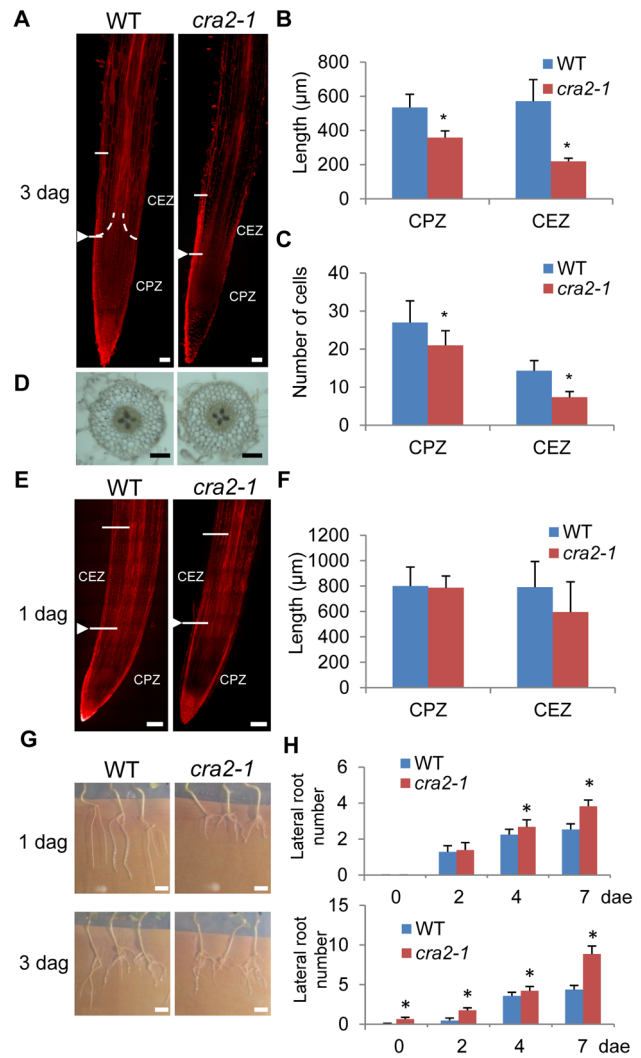 A
WT
cra2-1
3 dag
CEZ
CPZ
CEZ
CPZ
B
800
600
400
200
0
Length (µm)
WT
cra2-1
*
*
CPZ
CEZ
C
40
30
20
10
0
Number of cells
WT
cra2-1
*
*
CPZ
CEZ
D
E
WT
cra2-1
1 dag
CEZ
CPZ
CEZ
CPZ
F
1200
1000
800
600
400
200
0
Length (µm)
WT
cra2-1
CPZ
CEZ
G
WT
cra2-1
1 dag
3 dag
H
6
4
2
0
Lateral root
number
WT
cra2-1
*
*
0 2 4 7 dae
15
10
5
0
Lateral root
number
WT
cra2-1
*
*
*
*
0 2 4 7 dae